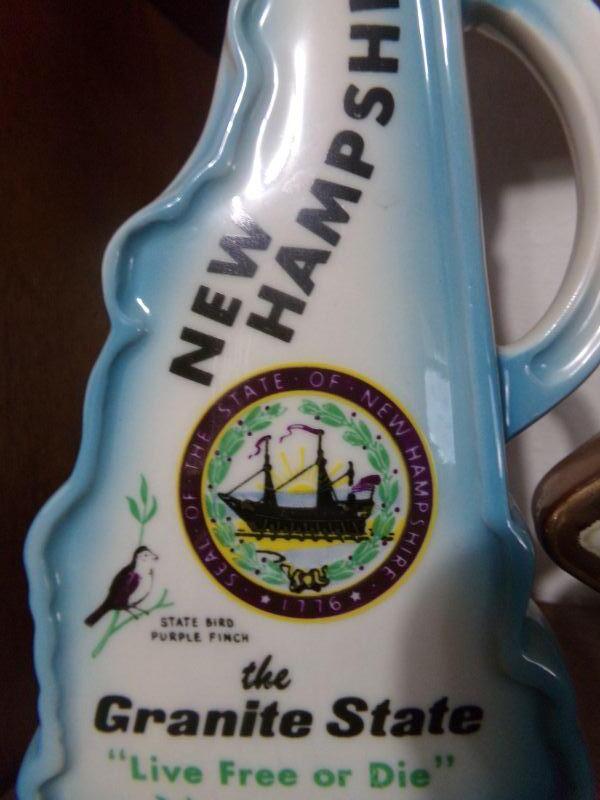 NEW
HAMPSHI
SEAL OF THE STATE OF NEW HAMPSHIRE
1776
STATE BIRD
PURPLE FINCH
the
Granite State
"Live Free or Die"